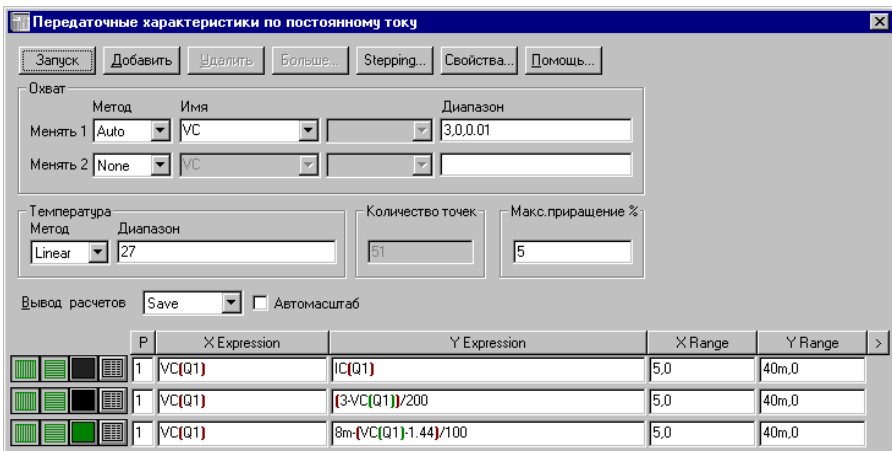 Передаточные характеристики по постоянному току
Запуск Добавить Удалить Больше... Stepping... Свойства... Помощь...
Охват
Метод Имя Диапазон
Менять 1 Auto VC 3,0,0.01
Менять 2 None VC
Температура Количество точек Макс.приращение %
Метод Диапазон
Linear 27 51 5
Вывод расчетов Save Автомасштаб
P X Expression Y Expression X Range Y Range >
1 VC(Q1) IC(Q1) 5,0 40m,0
1 VC(Q1) (3-VC(Q1))/200 5,0 40m,0
1 VC(Q1) 8m-(VC(Q1)-1.44)/100 5,0 40m,0